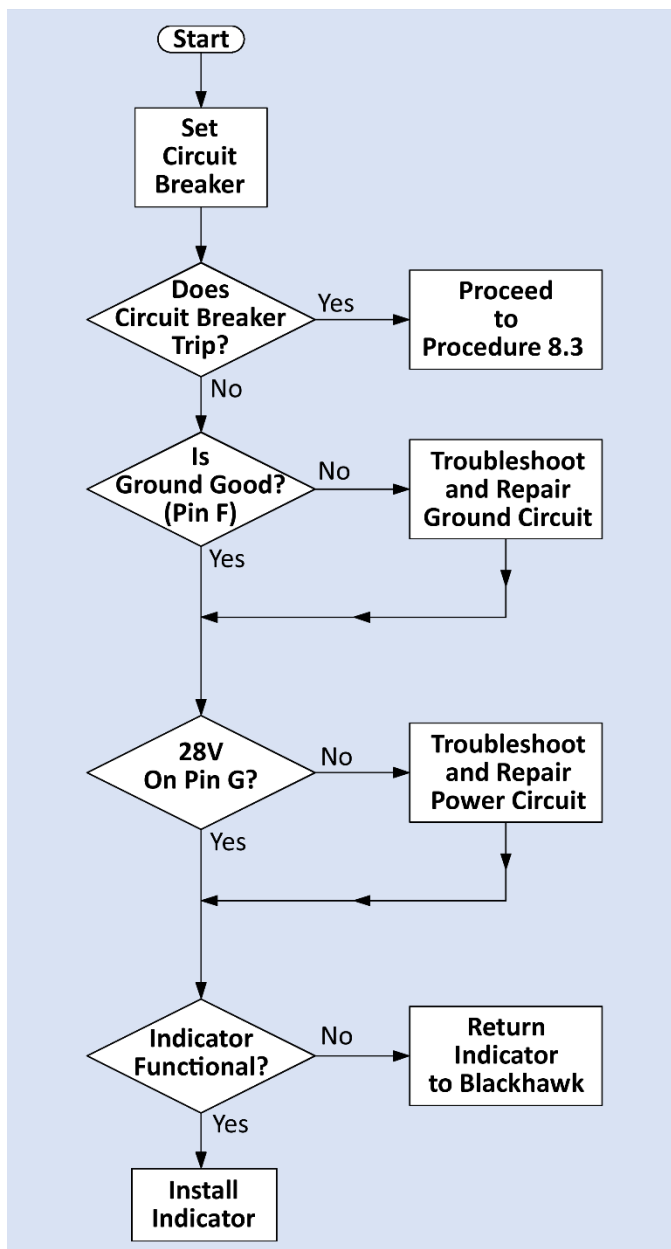 Start
Set
Circuit
Breaker
Does
Circuit Breaker
Trip?
Yes
Proceed
to
Procedure 8.3
No
Is
Ground Good?
(Pin F)
No
Troubleshoot
and Repair
Ground Circuit
Yes
28V
On Pin G?
No
Troubleshoot
and Repair
Power Circuit
Yes
Indicator
Functional?
No
Return
Indicator
to Blackhawk
Yes
Install
Indicator